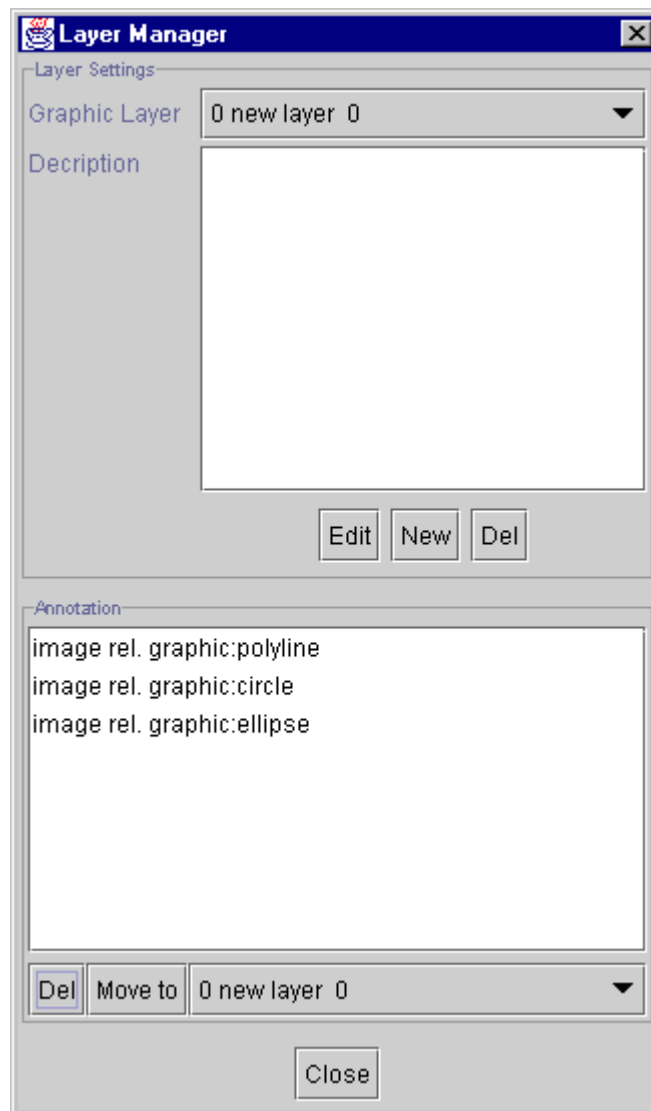 Layer Manager
Layer Settings
Graphic Layer 0 new layer 0
Decription
Edit New Del
Annotation
image rel. graphic:polyline
image rel. graphic:circle
image rel. graphic:ellipse
Del Move to 0 new layer 0
Close